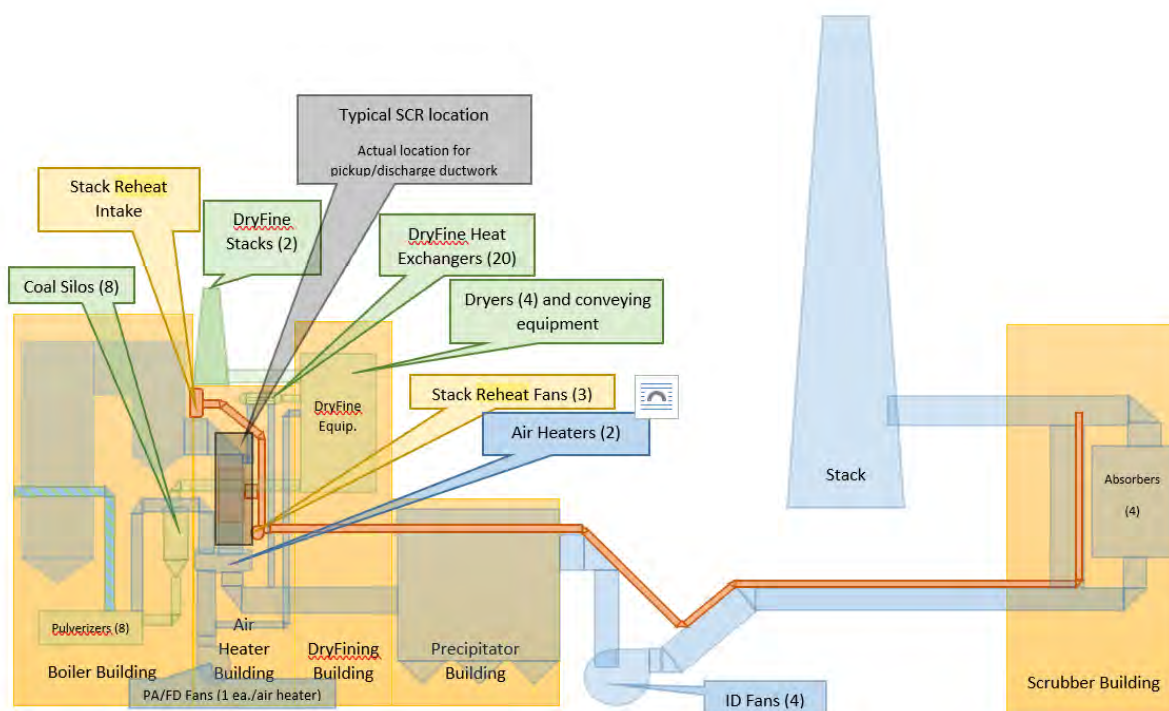 Typical SCR location
Actual location for
pickup/discharge ductwork
Stack Reheat
Intake
DryFine
Stacks (2)
DryFine Heat
Exchangers (20)
Coal Silos (8)
Dryers (4) and conveying
equipment
Stack Reheat Fans (3)
DryFine
Equip.
Air Heaters (2)
Stack
Absorbers
(4)
Pulverizers (8)
Boiler Building
Air
Heater
Building
DryFining
Building
Precipitator
Building
PA/FD Fans (1 ea./air heater)
ID Fans (4)
Scrubber Building